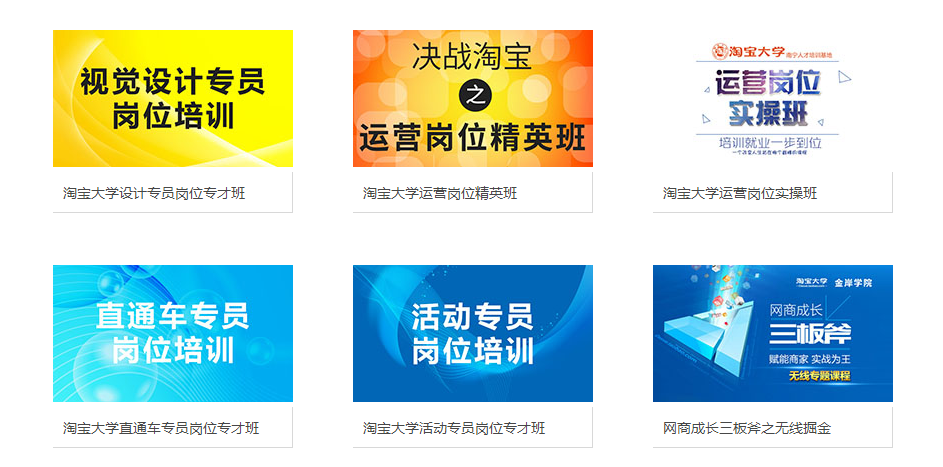 视觉设计专员
岗位培训
淘宝大学设计专员岗位专才班
决战淘宝
之
运营岗位精英班
淘宝大学运营岗位精英班
淘宝大学 南宁人才培训基地
运营岗位
实操班
培训就业一步到位
淘宝大学运营岗位实操班
直通车专员
岗位培训
淘宝大学直通车专员岗位专才班
活动专员
岗位培训
淘宝大学活动专员岗位专才班
淘宝大学 金岸学院
网商成长
三板斧
赋能商家 实战为王
无线专题课程
网商成长三板斧之无线掘金